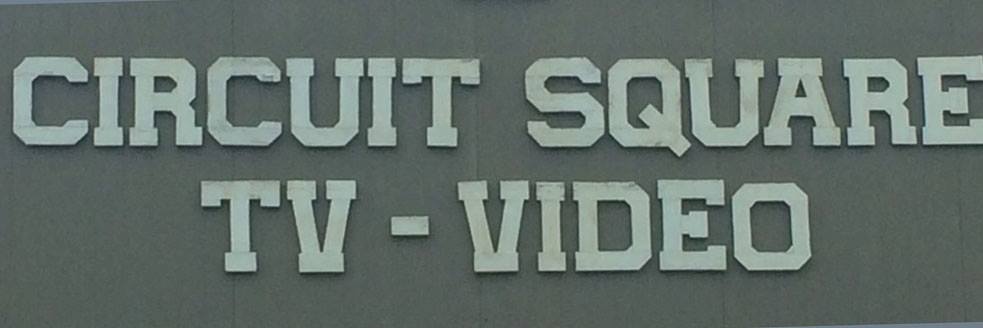 CIRCUIT SQUARE
TV - VIDEO